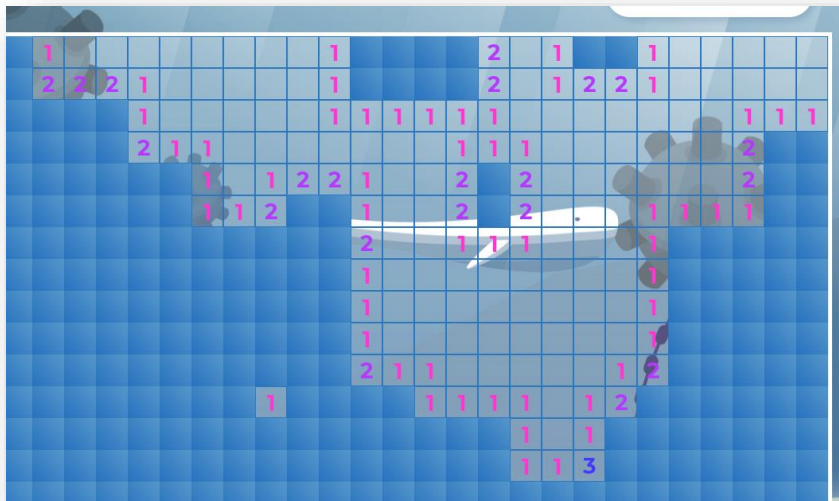 1 1 2 1 1
2 2 2 1 1 2 1 2 2 1
1 1 1 1 1 1 1 1 1 1
2 1 1 1 1 1 2
1 1 2 2 1 2 2 2
1 1 2 1 2 2 1 1 1 1
2 1 1 1 1
1 1
1 1
1 1
2 1 1 1 2
1 1 1 1 1 1 2
1 1
1 1 3